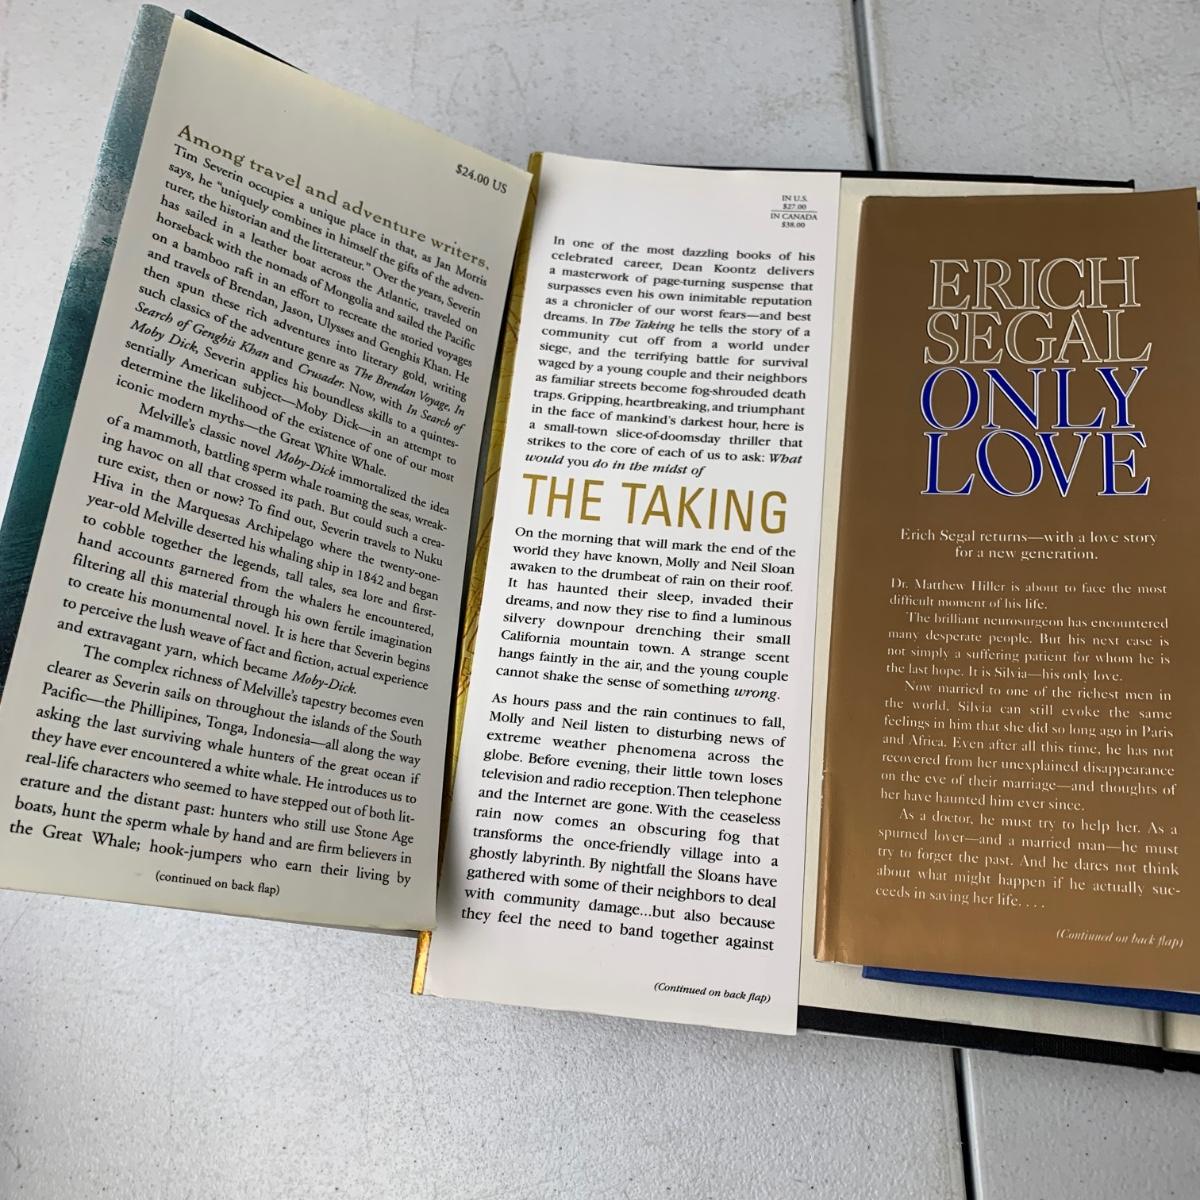 $24.00 US
Among travel and adventure writers,
Tim Severin occupies a unique place in that, as Jan Morris
says, he "uniquely combines in himself the gifts of the adven-
turer, the historian and the litterateur." Over the years, Severin
has sailed in a leather boat across the Atlantic, traveled on
horseback with the nomads of Mongolia and sailed the Pacific
on a bamboo raft in an effort to recreate the storied voyages
and travels of Brendan, Jason, Ulysses and Genghis Khan. He
then spun these rich adventures into literary gold, writing
such classics of the adventure genre as The Brendan Voyage, In
Search of Genghis Khan and Crusader. Now, with In Search of
Moby Dick, Severin applies his boundless skills to a quintes-
sentially American subject—Moby Dick—in an attempt to
determine the likelihood of the existence of one of our most
iconic modern myths—the Great White Whale.
Melville's classic novel Moby-Dick immortalized the idea
of a mammoth, battling sperm whale roaming the seas, wreak-
ing havoc on all that crossed its path. But could such a crea-
ture exist, then or now? To find out, Severin travels to Nuku
Hiva in the Marquesas Archipelago where the twenty-one-
year-old Melville deserted his whaling ship in 1842 and began
to cobble together the legends, tall tales, sea lore and first-
hand accounts garnered from the whalers he encountered,
filtering all this material through his own fertile imagination
to create his monumental novel. It is here that Severin begins
to perceive the lush weave of fact and fiction, actual experience
and extravagant yarn, which became Moby-Dick.
The complex richness of Melville's tapestry becomes even
clearer as Severin sails on throughout the islands of the South
Pacific—the Phillipines, Tonga, Indonesia—all along the way
asking the last surviving whale hunters of the great ocean if
they have ever encountered a white whale. He introduces us to
real-life characters who seemed to have stepped out of both lit-
erature and the distant past: hunters who still use Stone Age
boats, hunt the sperm whale by hand and are firm believers in
the Great Whale; hook-jumpers who earn their living by
(continued on back flap)
IN U.S.
$27.00
IN CANADA
$38.00
In one of the most dazzling books of his
celebrated career, Dean Koontz delivers
a masterwork of page-turning suspense that
surpasses even his own inimitable reputation
as a chronicler of our worst fears—and best
dreams. In The Taking he tells the story of a
community cut off from a world under
siege, and the terrifying battle for survival
waged by a young couple and their neighbors
as familiar streets become fog-shrouded death
traps. Gripping, heartbreaking, and triumphant
in the face of mankind's darkest hour, here is
a small-town slice-of-doomsday thriller that
strikes to the core of each of us to ask: What
would you do in the midst of
THE TAKING
On the morning that will mark the end of the
world they have known, Molly and Neil Sloan
awaken to the drumbeat of rain on their roof.
It has haunted their sleep, invaded their
dreams, and now they rise to find a luminous
silvery downpour drenching their small
California mountain town. A strange scent
hangs faintly in the air, and the young couple
cannot shake the sense of something wrong.
As hours pass and the rain continues to fall,
Molly and Neil listen to disturbing news of
extreme weather phenomena across the
globe. Before evening, their little town loses
television and radio reception. Then telephone
and the Internet are gone. With the ceaseless
rain now comes an obscuring fog that
transforms the once-friendly village into a
ghostly labyrinth. By nightfall the Sloans have
gathered with some of their neighbors to deal
with community damage...but also because
they feel the need to band together against
(Continued on back flap)
ERICH
SEGAL
ONLY
LOVE
Erich Segal returns—with a love story
for a new generation.
Dr. Matthew Hiller is about to face the most
difficult moment of his life.
The brilliant neurosurgeon has encountered
many desperate people. But his next case is
not simply a suffering patient for whom he is
the last hope. It is Silvia—his only love.
Now married to one of the richest men in
the world, Silvia can still evoke the same
feelings in him that she did so long ago in Paris
and Africa. Even after all this time, he has not
recovered from her unexplained disappearance
on the eve of their marriage—and thoughts of
her have haunted him ever since.
As a doctor, he must try to help her. As a
spurned lover—and a married man—he must
try to forget the past. And he dares not think
about what might happen if he actually suc-
ceeds in saving her life. . . .
(Continued on back flap)